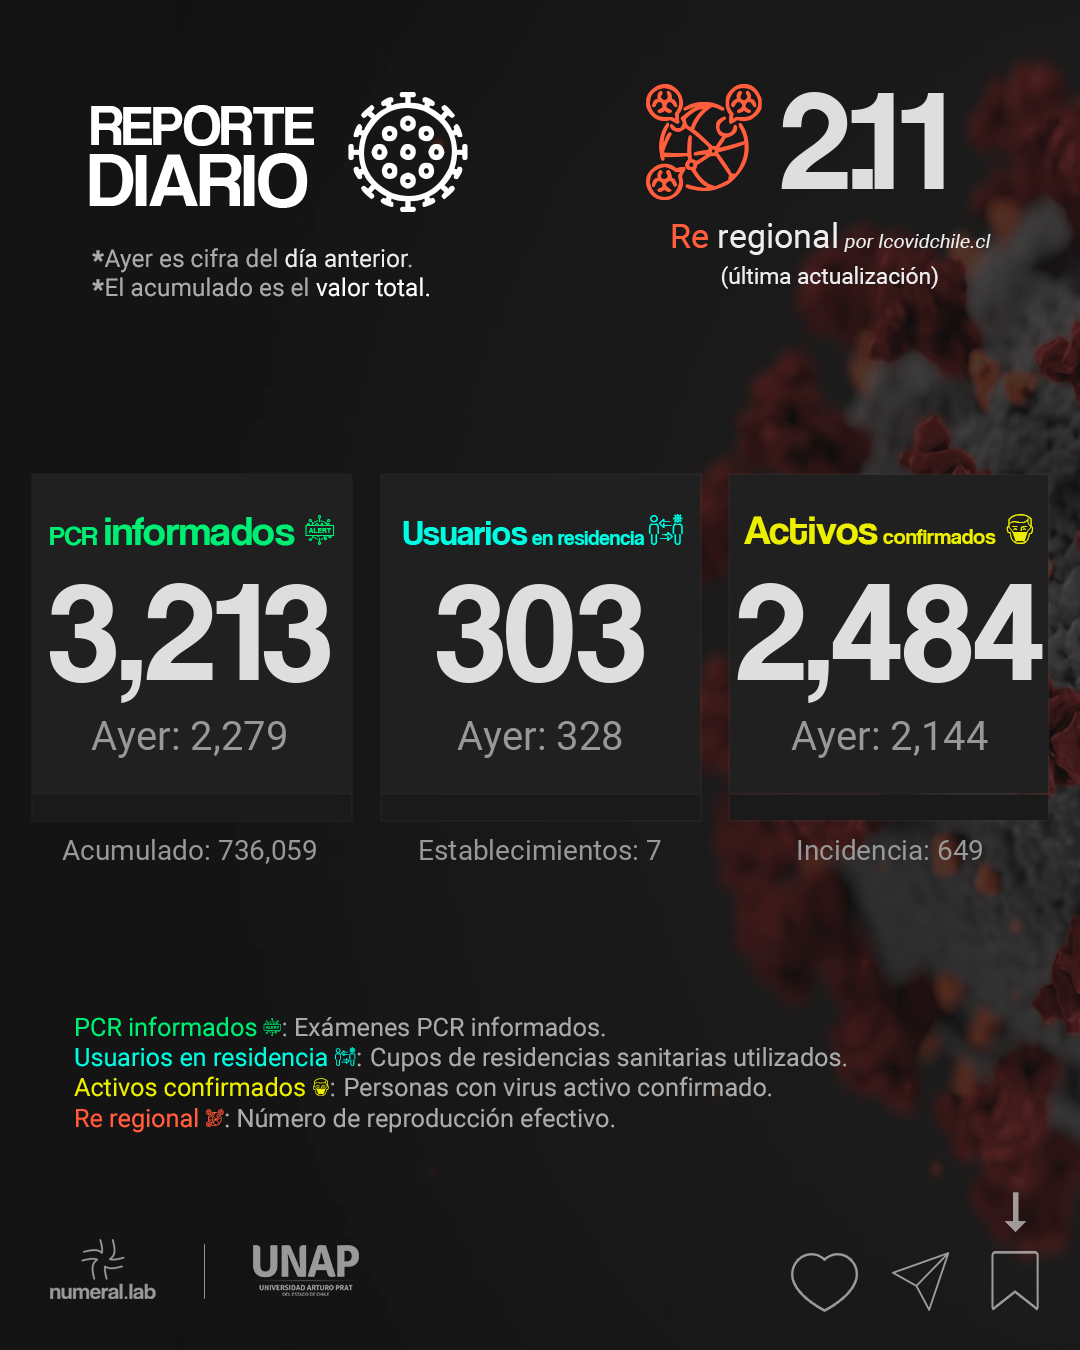 REPORTE
DIARIO
*Ayer es cifra del día anterior.
*El acumulado es el valor total.
2.11
Re regional por Icovidchile.cl
(última actualización)
PCR informados
3,213
Ayer: 2,279
Acumulado: 736,059
Usuarios en residencia
303
Ayer: 328
Establecimientos: 7
Activos confirmados
2,484
Ayer: 2,144
Incidencia: 649
PCR informados : Exámenes PCR informados.
Usuarios en residencia : Cupos de residencias sanitarias utilizados.
Activos confirmados : Personas con virus activo confirmado.
Re regional : Número de reproducción efectivo.
numeral.lab
UNAP
UNIVERSIDAD ARTURO PRAT
DEL ESTADO DE CHILE